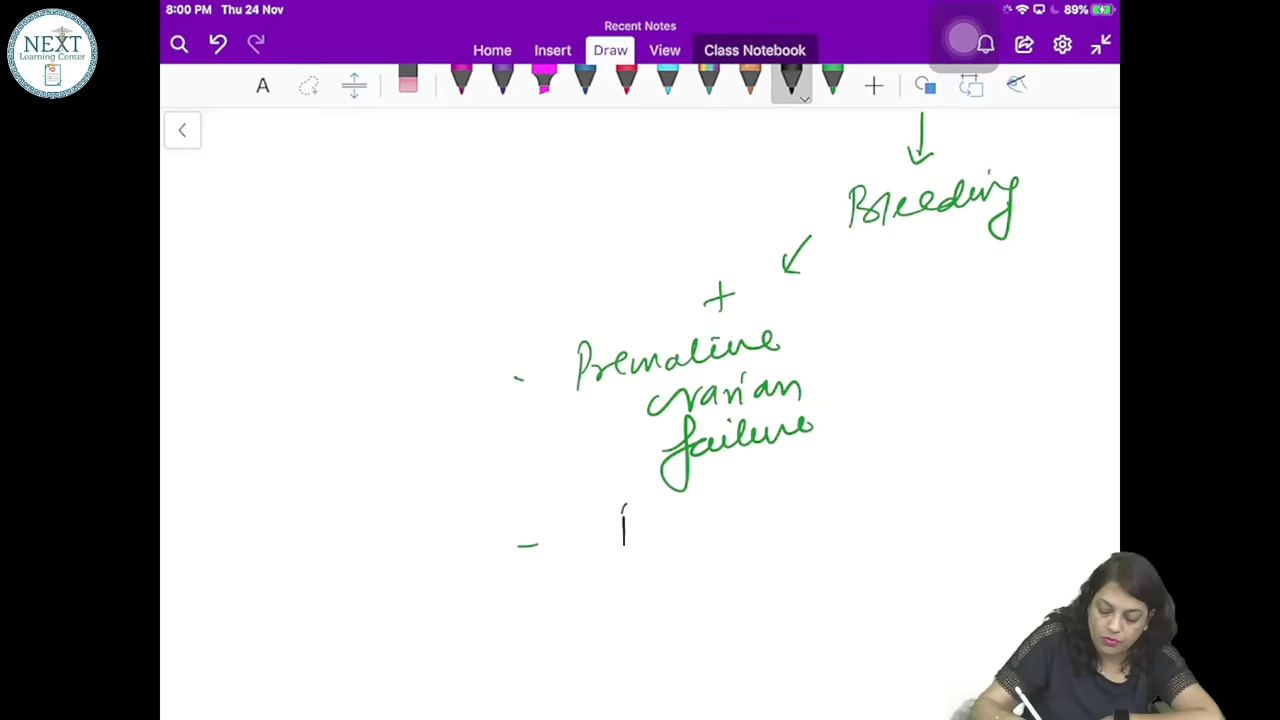 8:00 PM Thu 24 Nov
89%
Recent Notes
NEXT
Learning Center
Home Insert Draw View Class Notebook
A
Bleeding
+
- Premature
ovarian
failure
- i